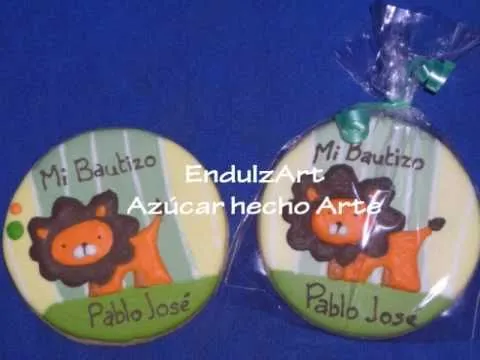 Mi Bautizo
Pablo José
Mi Bautizo
Pablo José
EndulzArt
Azúcar hecho Arte